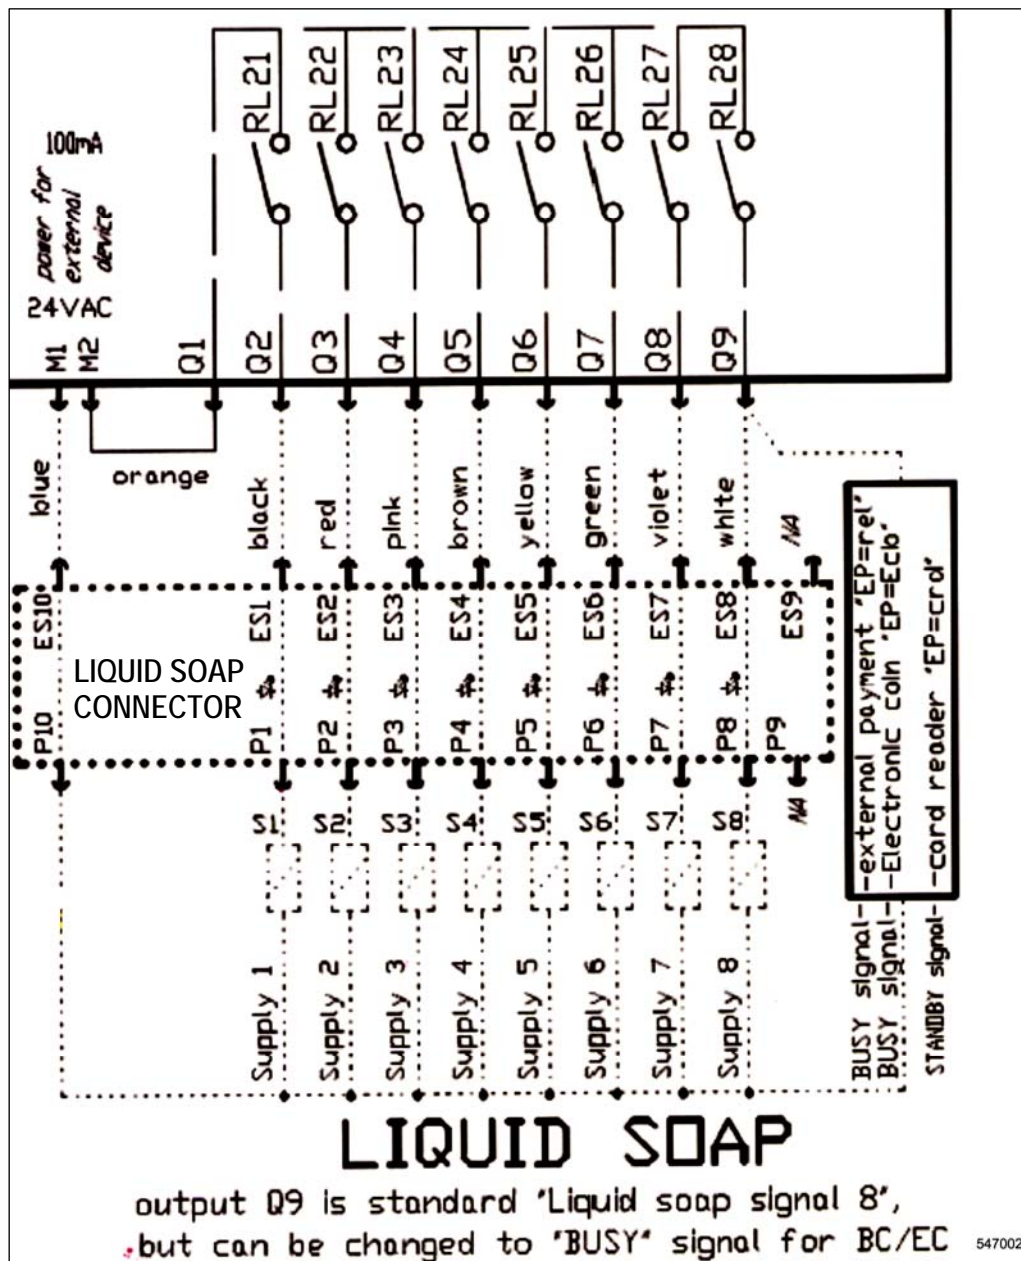 RL21
RL22
RL23
RL24
RL25
RL26
RL27
RL28
100mA
power for
external
device
24VAC
M1
M2
Q1
Q2
Q3
Q4
Q5
Q6
Q7
Q8
Q9
blue
orange
black
red
pink
brown
yellow
green
violet
white
NA
ES10
ES1
ES2
ES3
ES4
ES5
ES6
ES7
ES8
ES9
LIQUID SOAP
CONNECTOR
P10
P1
P2
P3
P4
P5
P6
P7
P8
P9
NA
S1
S2
S3
S4
S5
S6
S7
S8
Supply 1
Supply 2
Supply 3
Supply 4
Supply 5
Supply 6
Supply 7
Supply 8
BUSY signal--external payment "EP=rel"
BUSY signal--Electronic coin "EP=Ecb"
STANDBY signal--card reader "EP=crd"
LIQUID SOAP
output Q9 is standard "Liquid soap signal 8",
but can be changed to "BUSY" signal for BC/EC
547002